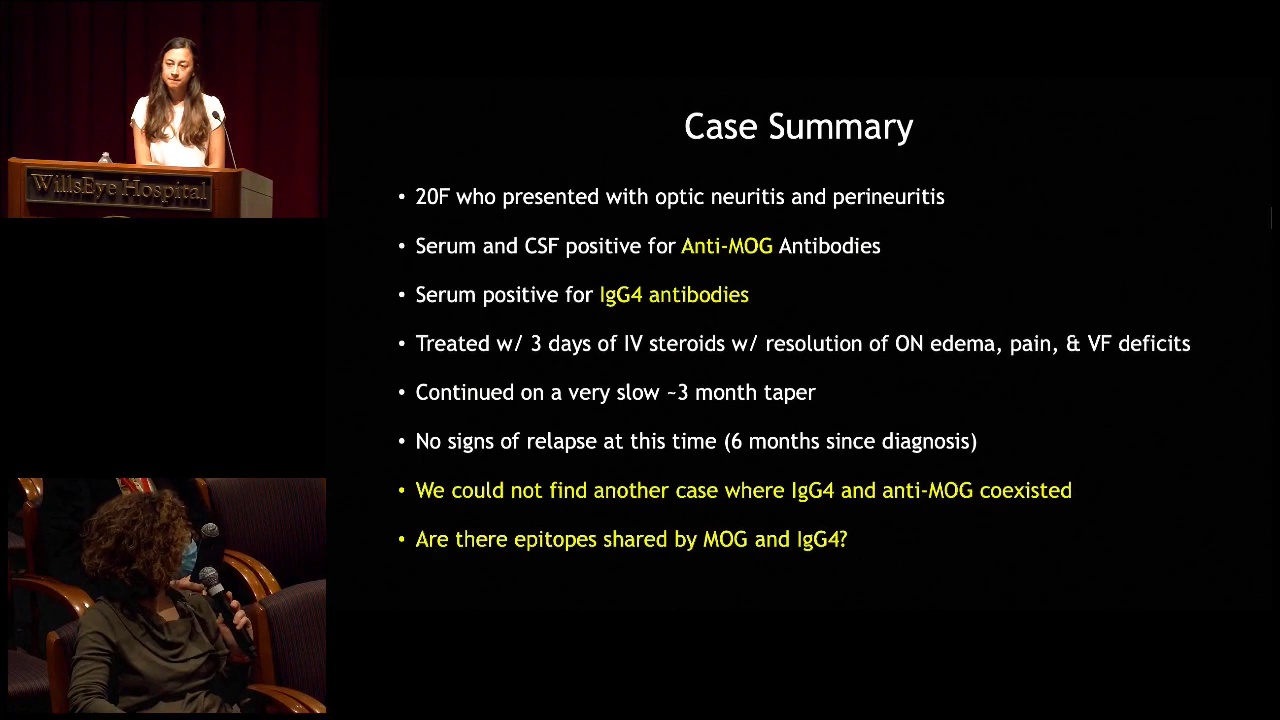 WillsEye Hospital
Case Summary
• 20F who presented with optic neuritis and perineuritis
• Serum and CSF positive for Anti-MOG Antibodies
• Serum positive for IgG4 antibodies
• Treated w/ 3 days of IV steroids w/ resolution of ON edema, pain, & VF deficits
• Continued on a very slow ~3 month taper
• No signs of relapse at this time (6 months since diagnosis)
• We could not find another case where IgG4 and anti-MOG coexisted
• Are there epitopes shared by MOG and IgG4?